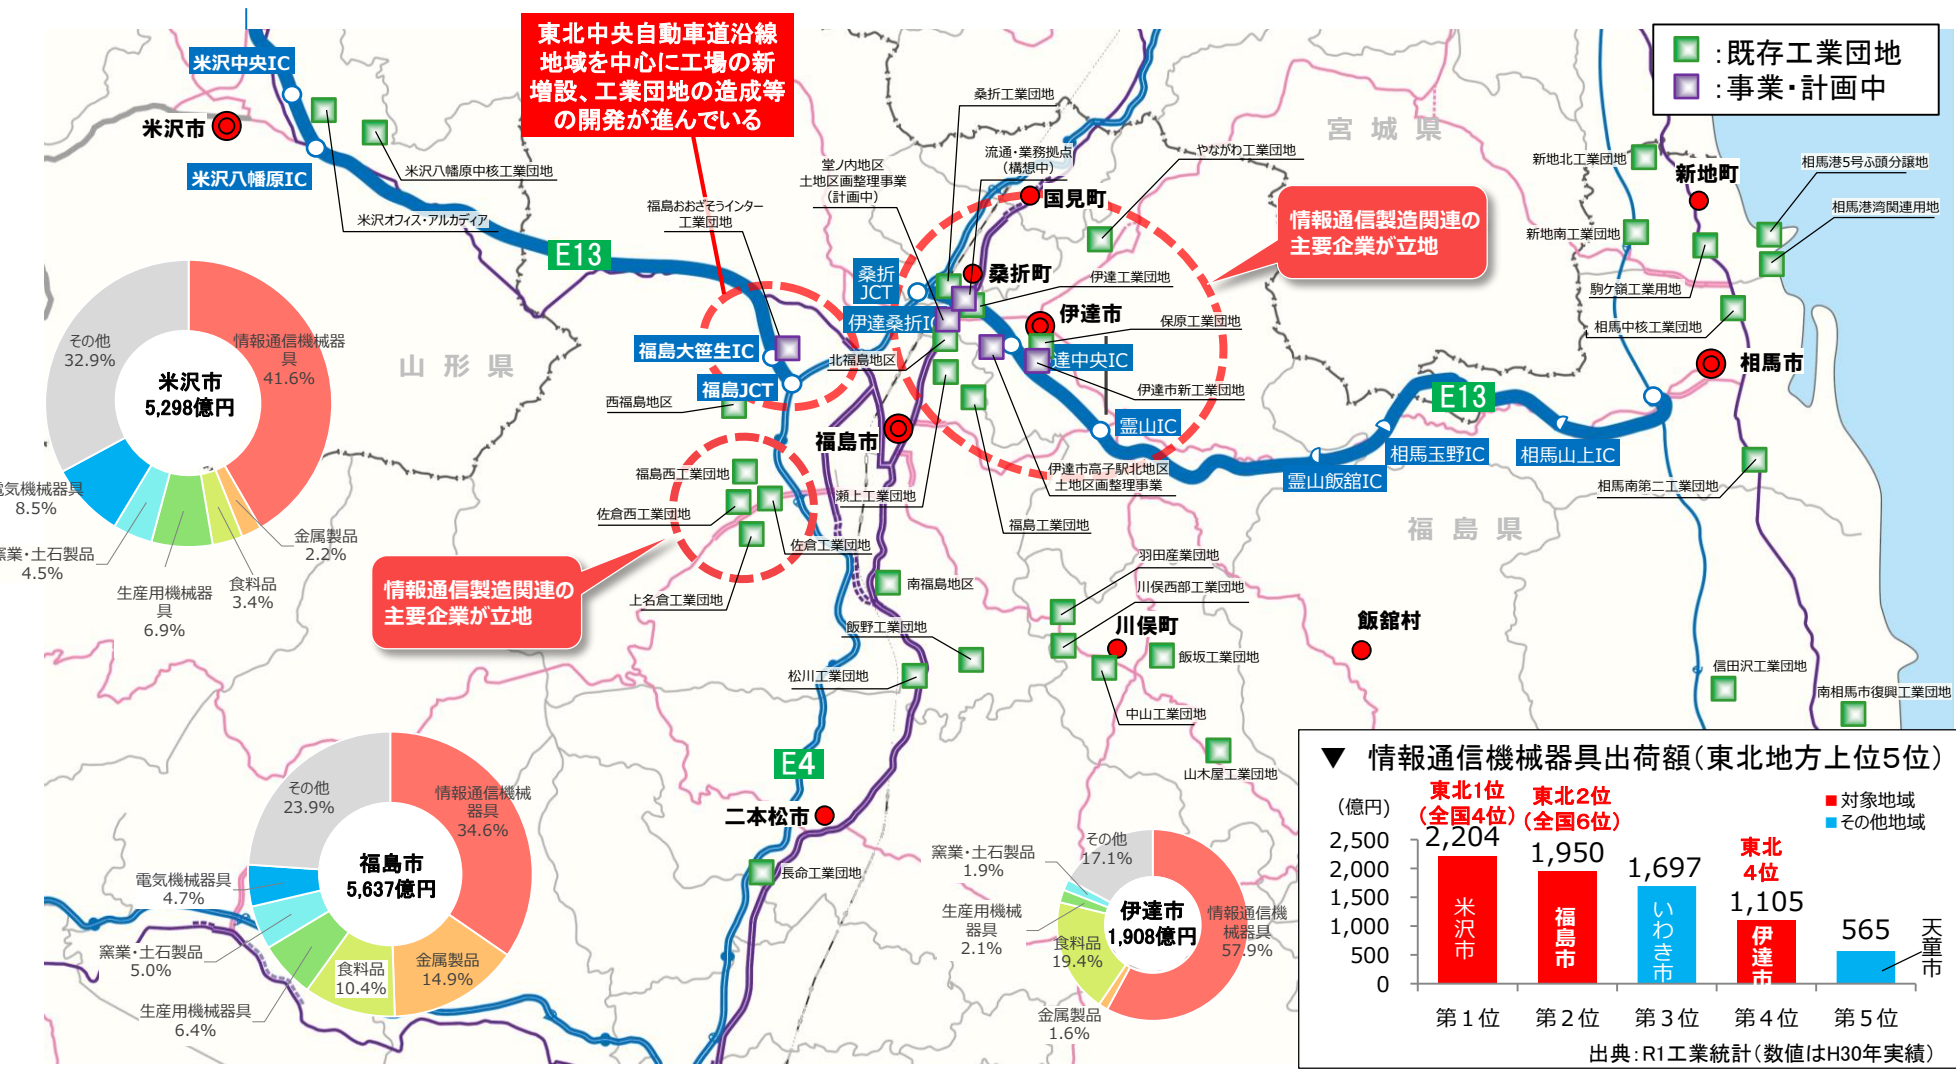 東北中央自動車道沿線
地域を中心に工場の新
増設、工業団地の造成等
の開発が進んでいる
：既存工業団地
：事業・計画中
米沢中央IC
米沢市
米沢八幡原IC
米沢八幡原中核工業団地
米沢オフィス・アルカディア
E13
福島おおざそうインター
工業団地
堂ノ内地区
土地区画整理事業
（計画中）
桑折工業団地
流通・業務拠点
（構想中）
やながわ工業団地
国見町
宮城県
情報通信製造関連の
主要企業が立地
新地北工業団地
新地町
相馬港5号ふ頭分譲地
相馬港湾関連用地
新地南工業団地
駒ケ嶺工業用地
相馬中核工業団地
相馬市
桑折
JCT
桑折町
伊達工業団地
伊達桑折IC
伊達市
保原工業団地
達中央IC
伊達市新工業団地
福島大笹生IC
北福島地区
福島JCT
西福島地区
山形県
福島市
霊山IC
E13
相馬玉野IC
相馬山上IC
霊山飯舘IC
伊達市高子駅北地区
土地区画整理事業
相馬南第二工業団地
福島県
福島西工業団地
佐倉西工業団地
瀬上工業団地
福島工業団地
佐倉工業団地
上名倉工業団地
情報通信製造関連の
主要企業が立地
南福島地区
羽田産業団地
川俣西部工業団地
飯野工業団地
川俣町
飯舘村
飯坂工業団地
松川工業団地
中山工業団地
信田沢工業団地
南相馬市復興工業団地
山木屋工業団地
E4
二本松市
長命工業団地
米沢市
5,298億円
情報通信機械器
具
41.6%
金属製品
2.2%
食料品
3.4%
生産用機械器
具
6.9%
窯業・土石製品
4.5%
電気機械器具
8.5%
その他
32.9%
福島市
5,637億円
情報通信機械
器具
34.6%
金属製品
14.9%
食料品
10.4%
生産用機械器具
6.4%
窯業・土石製品
5.0%
電気機械器具
4.7%
その他
23.9%
伊達市
1,908億円
情報通信機
械器具
57.9%
金属製品
1.6%
食料品
19.4%
生産用機械
器具
2.1%
窯業・土石製品
1.9%
その他
17.1%
▼ 情報通信機械器具出荷額（東北地方上位5位）
（億円）
東北1位
（全国4位）
東北2位
（全国6位）
東北
4位
対象地域
その他地域
2,500
2,000
1,500
1,000
500
0
2,204
1,950
1,697
1,105
565
米沢市
福島市
いわき市
伊達市
天童市
第1位
第2位
第3位
第4位
第5位
出典：R1工業統計（数値はH30年実績）